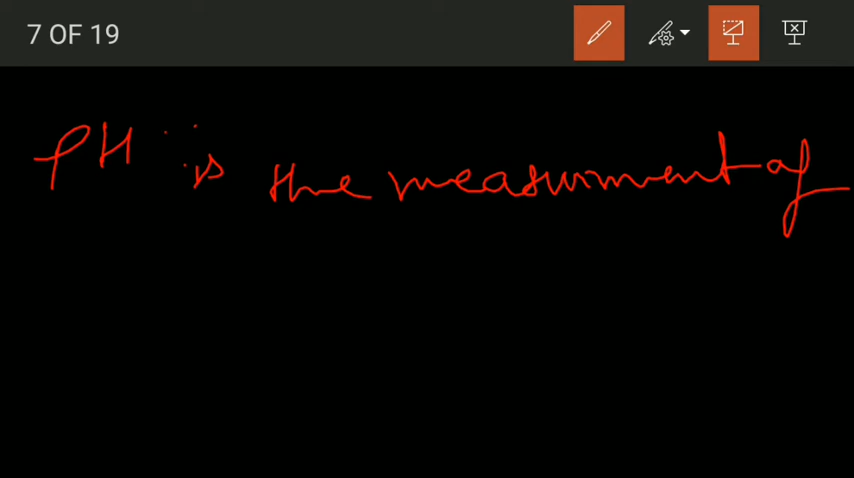 7 OF 19
PH is the measurment of